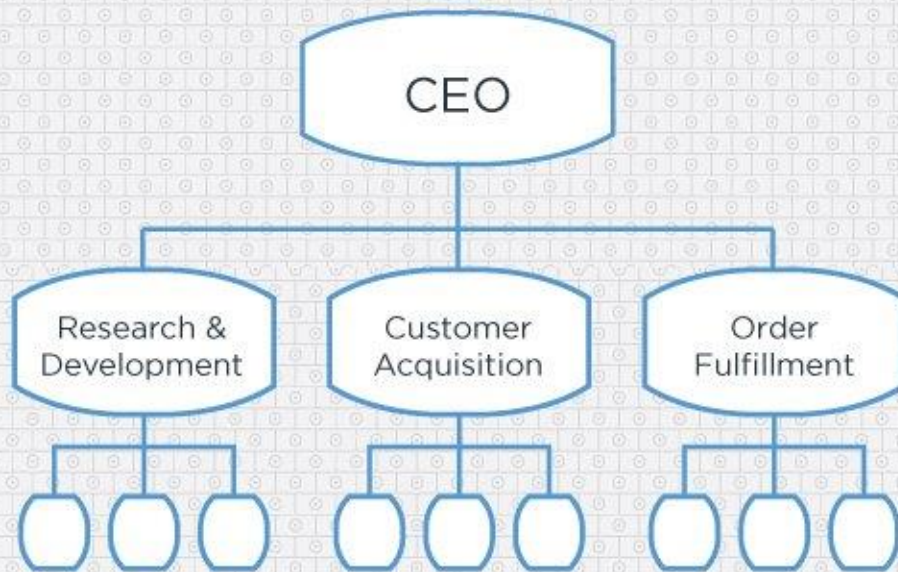 CEO
Research &
Development
Customer
Acquisition
Order
Fulfillment